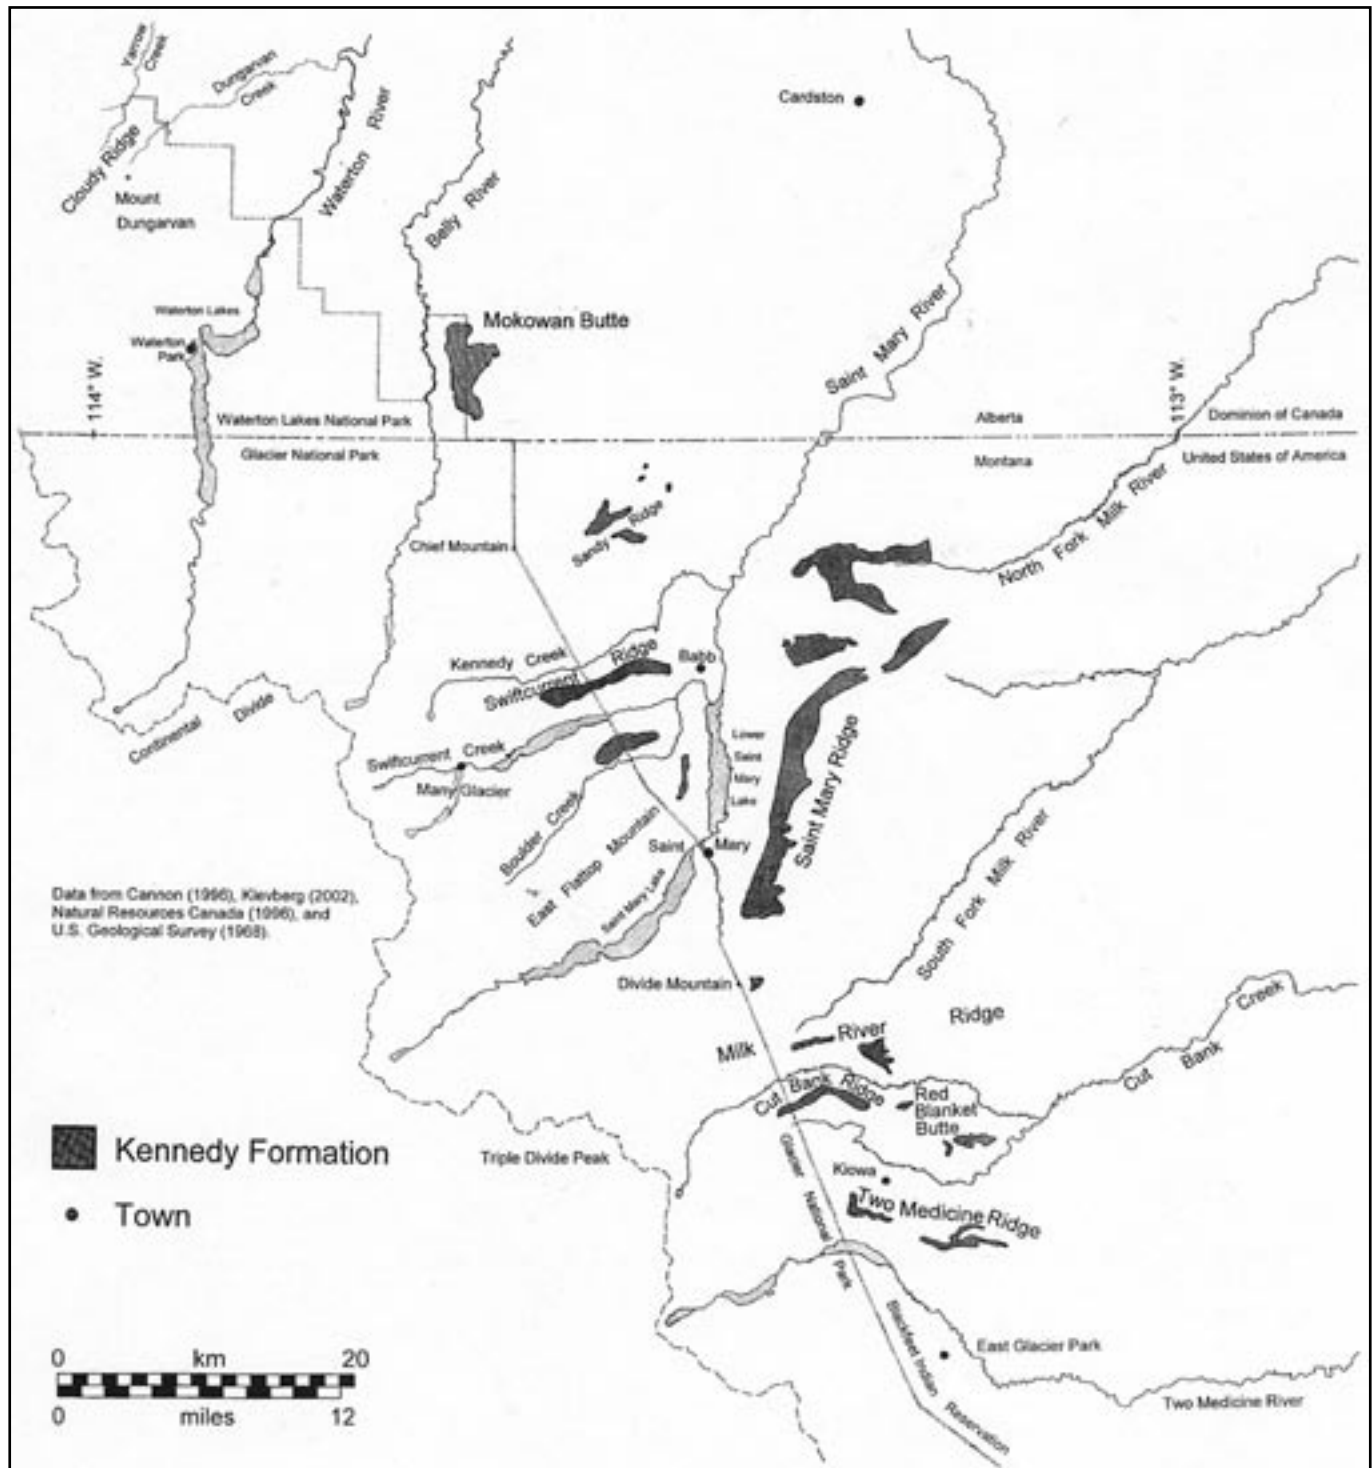 Yarrow
Creek
Dungarvan
Creek
Cloudy Ridge
Mount
Dungarvan
Waterton River
Belly River
Cardston
Waterton Lakes
Waterton
Park
Mokowan Butte
Saint Mary River
114° W.
113° W.
Waterton Lakes National Park
Alberta
Dominion of Canada
Glacier National Park
Montana
United States of America
Chief Mountain
Sandy Ridge
North Fork Milk River
Kennedy Creek
Swiftcurrent Ridge
Babb
Continental Divide
Swiftcurrent Creek
Many Glacier
Lower
Saint
Mary
Lake
Saint Mary Ridge
Boulder Creek
East Flattop Mountain
Saint Mary
Saint Mary Lake
South Fork Milk River
Data from Cannon (1996), Klevberg (2002),
Natural Resources Canada (1996), and
U.S. Geological Survey (1968).
Divide Mountain
Milk River Ridge
Cut Bank Creek
Cut Bank Ridge
Red
Blanket
Butte
Kennedy Formation
Town
Triple Divide Peak
Kiowa
Two Medicine Ridge
Glacier National Park
Blackfeet Indian Reservation
East Glacier Park
Two Medicine River
0 km 20
0 miles 12